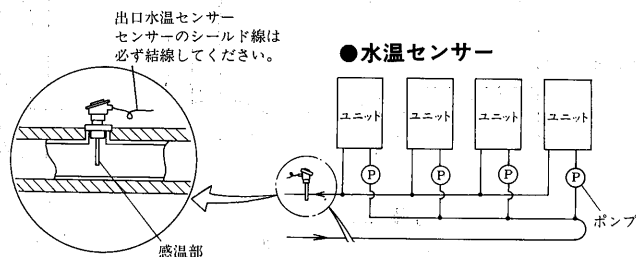 出口水温センサー
センサーのシールド線は
必ず結線してください。
●水温センサー
ユニット
ユニット
ユニット
ユニット
P
P
P
P
ポンプ
感温部